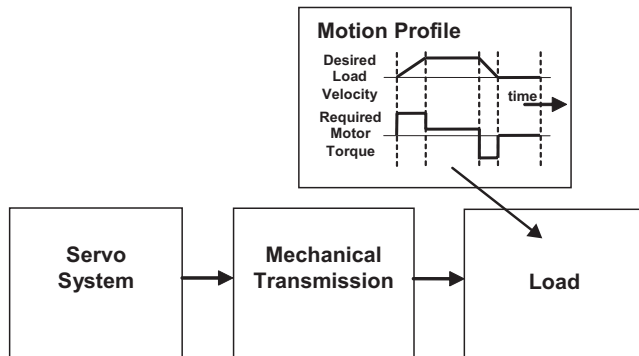 Motion Profile
Desired
Load
Velocity
time
Required
Motor
Torque
Servo
System
Mechanical
Transmission
Load